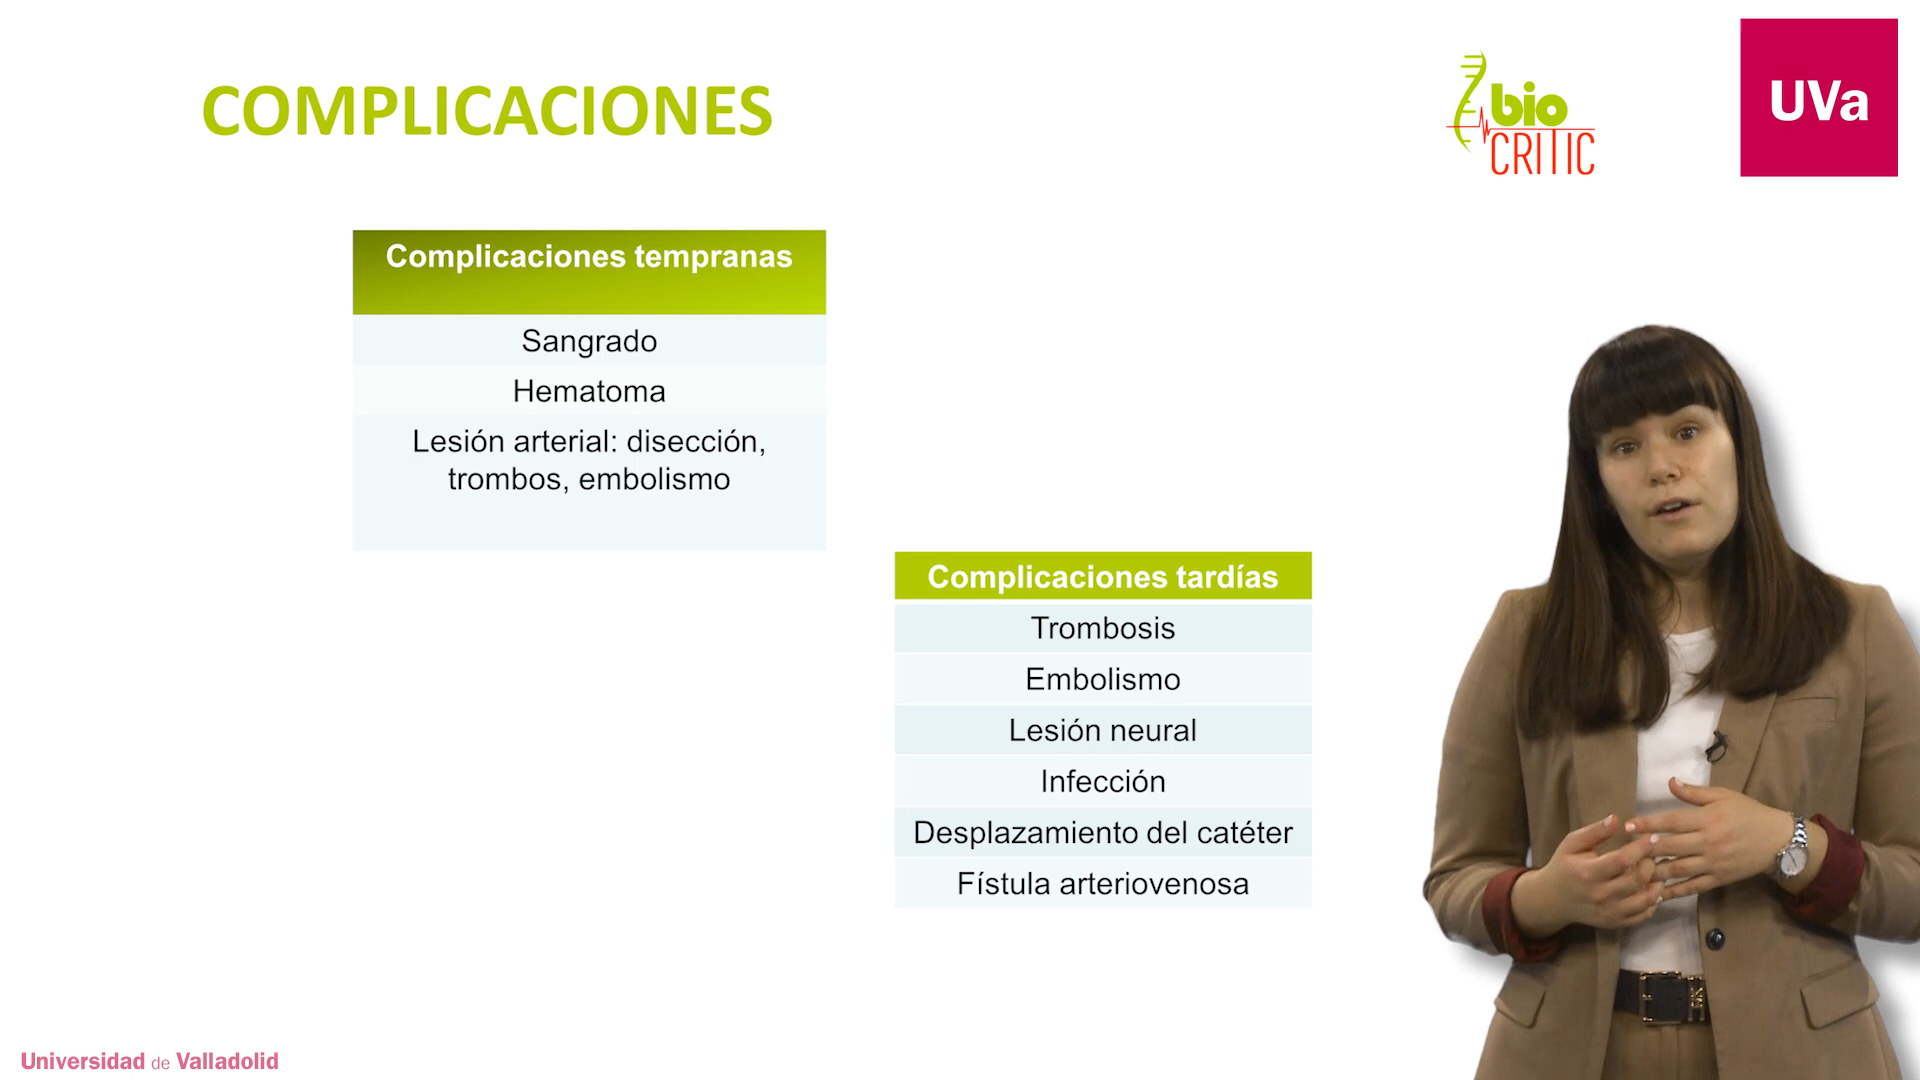 COMPLICACIONES
bio
CRITIC
UVa
Complicaciones tempranas
Sangrado
Hematoma
Lesión arterial: disección,
trombos, embolismo
Complicaciones tardías
Trombosis
Embolismo
Lesión neural
Infección
Desplazamiento del catéter
Fístula arteriovenosa
Universidad de Valladolid